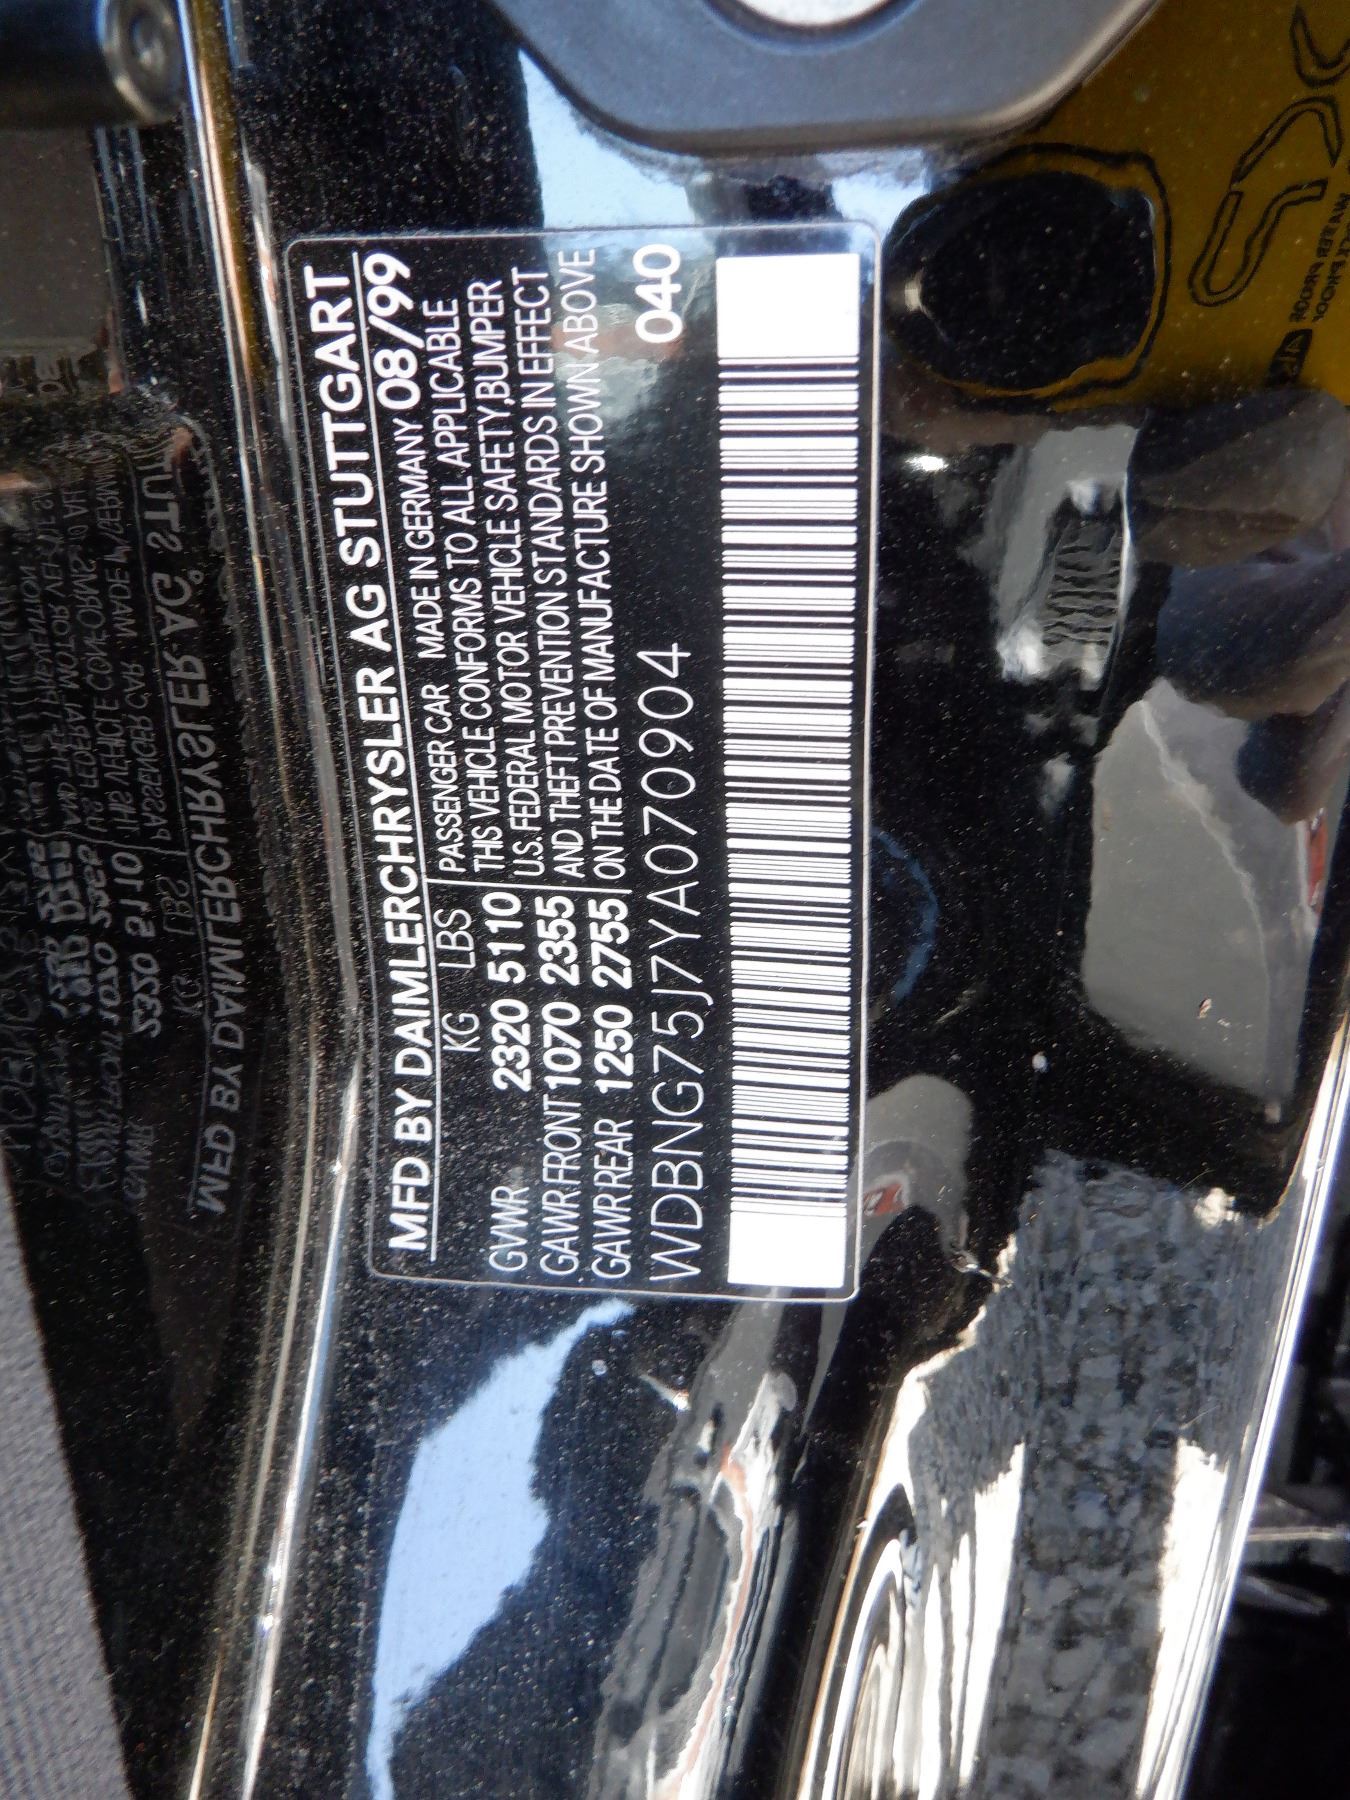 MFD BY DAIMLERCHRYSLER AG STUTTGART
KG LBS PASSENGER CAR MADE IN GERMANY 08/99
THIS VEHICLE CONFORMS TO ALL APPLICABLE
GVWR 2320 5110 U.S. FEDERAL MOTOR VEHICLE SAFETY,BUMPER
GAWR FRONT 1070 2355 AND THEFT PREVENTION STANDARDS IN EFFECT
GAWR REAR 1250 2755 ON THE DATE OF MANUFACTURE SHOWN ABOVE
WDBNG75J7YA070904 040